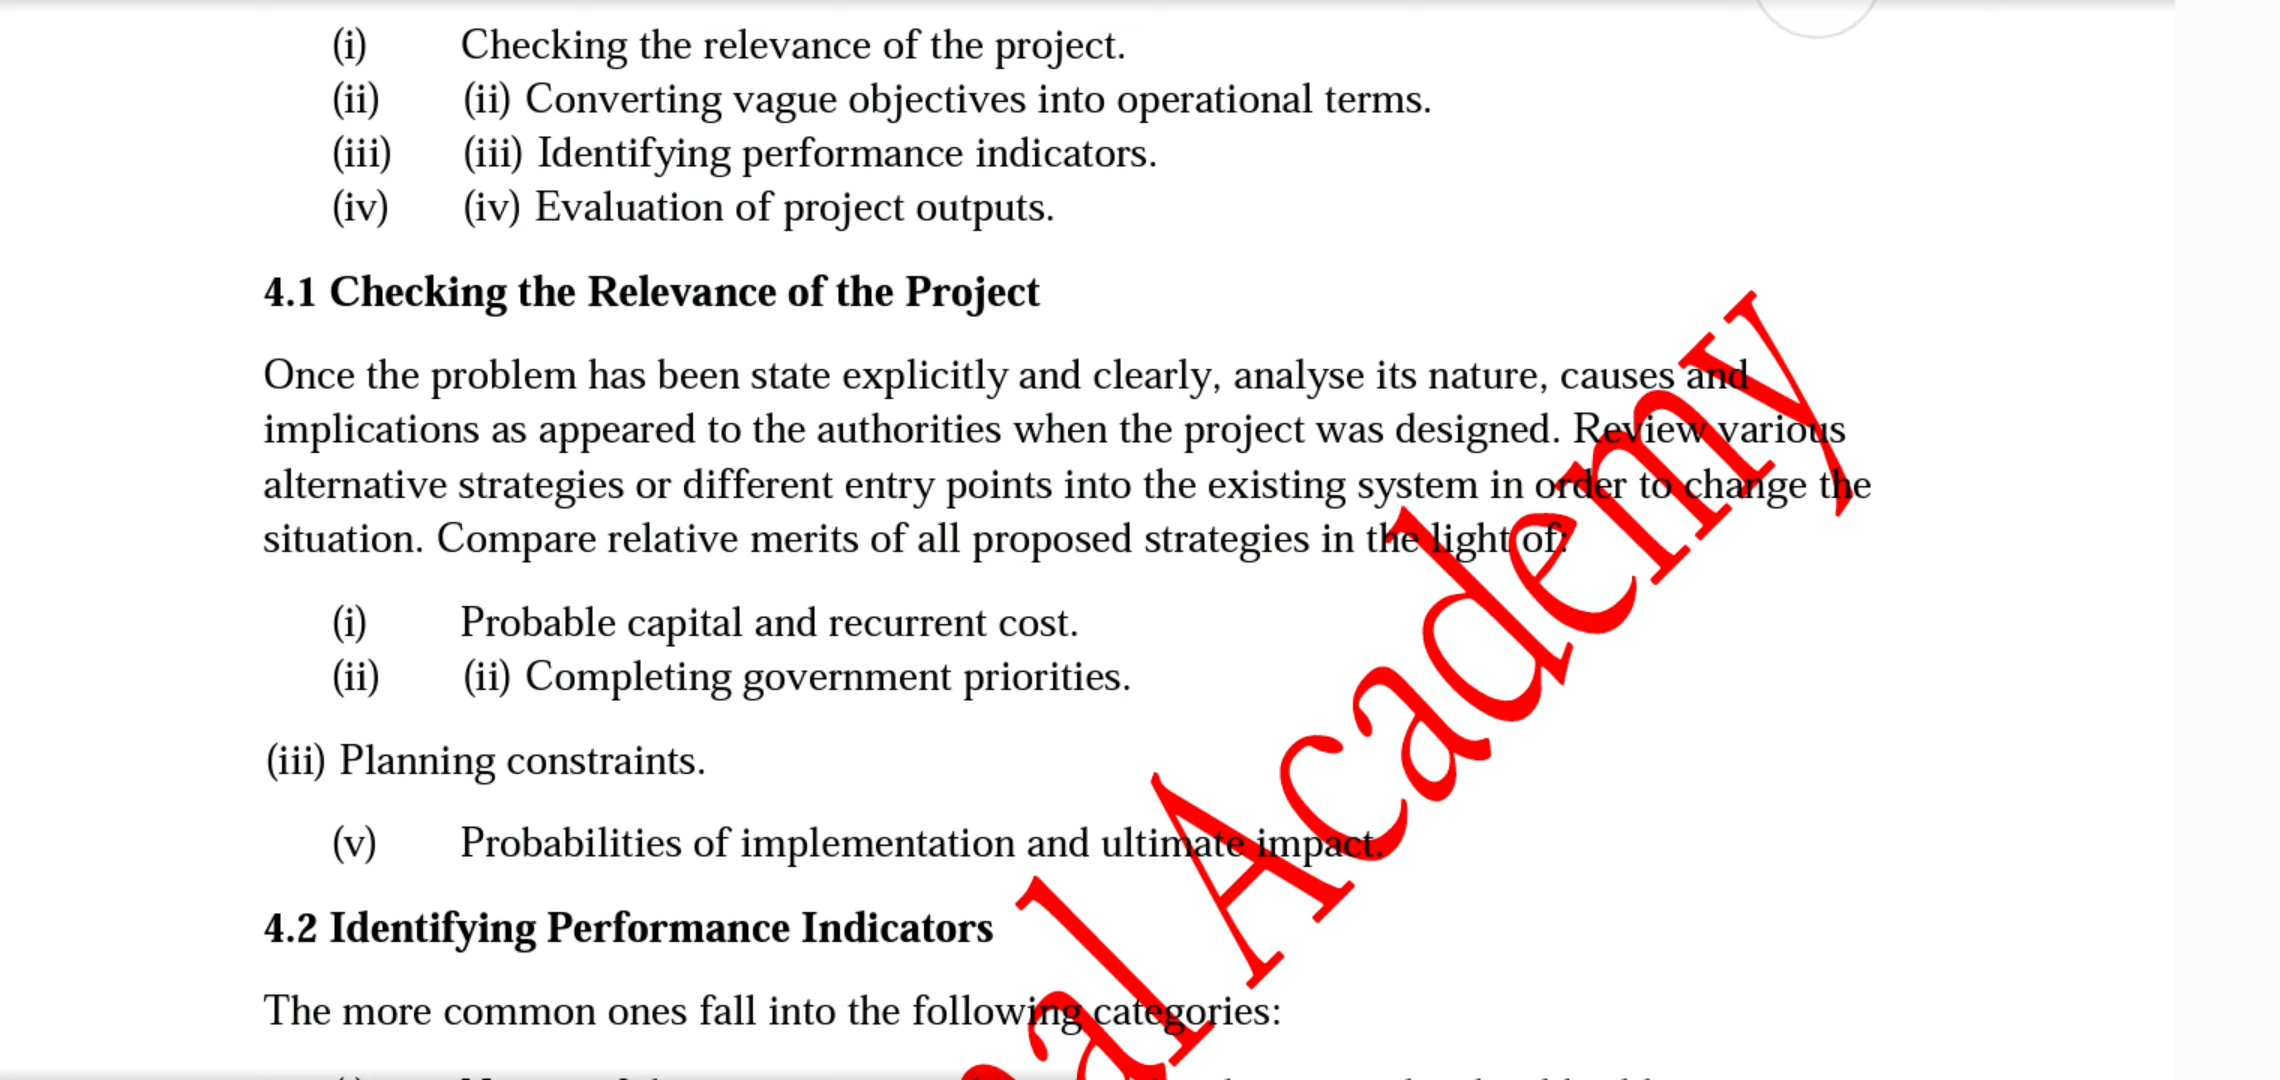 (i) Checking the relevance of the project.
(ii) (ii) Converting vague objectives into operational terms.
(iii) (iii) Identifying performance indicators.
(iv) (iv) Evaluation of project outputs.
4.1 Checking the Relevance of the Project
Once the problem has been state explicitly and clearly, analyse its nature, causes and
implications as appeared to the authorities when the project was designed. Review various
alternative strategies or different entry points into the existing system in order to change the
situation. Compare relative merits of all proposed strategies in the light of:
(i) Probable capital and recurrent cost.
(ii) (ii) Completing government priorities.
(iii) Planning constraints.
(v) Probabilities of implementation and ultimate impact.
4.2 Identifying Performance Indicators
The more common ones fall into the following categories:
Academy